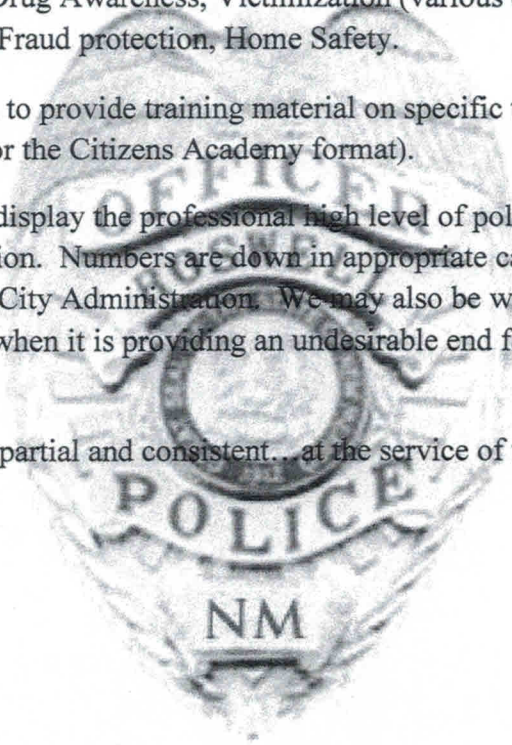 Drug Awareness, Victimization (various
Fraud protection, Home Safety.
to provide training material on specific
or the Citizens Academy format).
display the professional high level of pol
ion. Numbers are down in appropriate ca
City Administration. We may also be w
when it is providing an undesirable end f
partial and consistent…at the service of
OFFICER
ROSWELL
POLICE
NM